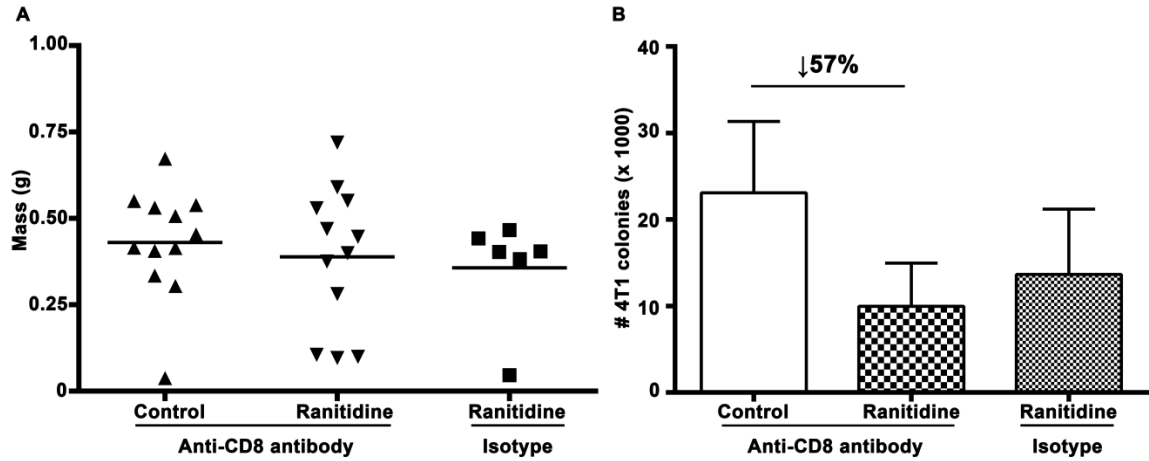 A
Mass (g)
1.00
0.75
0.50
0.25
0
Control
Ranitidine
Ranitidine
Anti-CD8 antibody
Isotype
B
# 4T1 colonies (x 1000)
40
30
20
10
0
↓57%
Control
Ranitidine
Ranitidine
Anti-CD8 antibody
Isotype